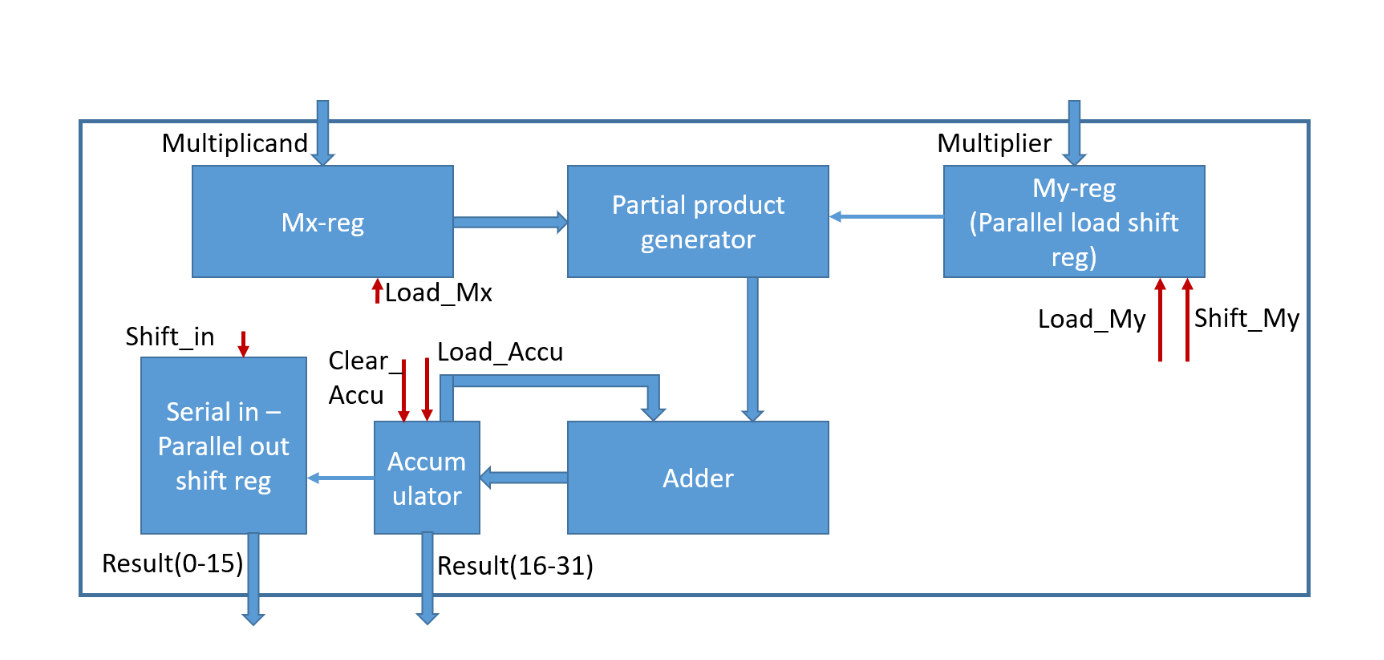 Multiplicand
Multiplier
Mx-reg
Partial product
generator
My-reg
(Parallel load shift
reg)
Load_Mx
Load_My
Shift_My
Shift_in
Clear_
Accu
Load_Accu
Serial in –
Parallel out
shift reg
Accum
ulator
Adder
Result(0-15)
Result(16-31)